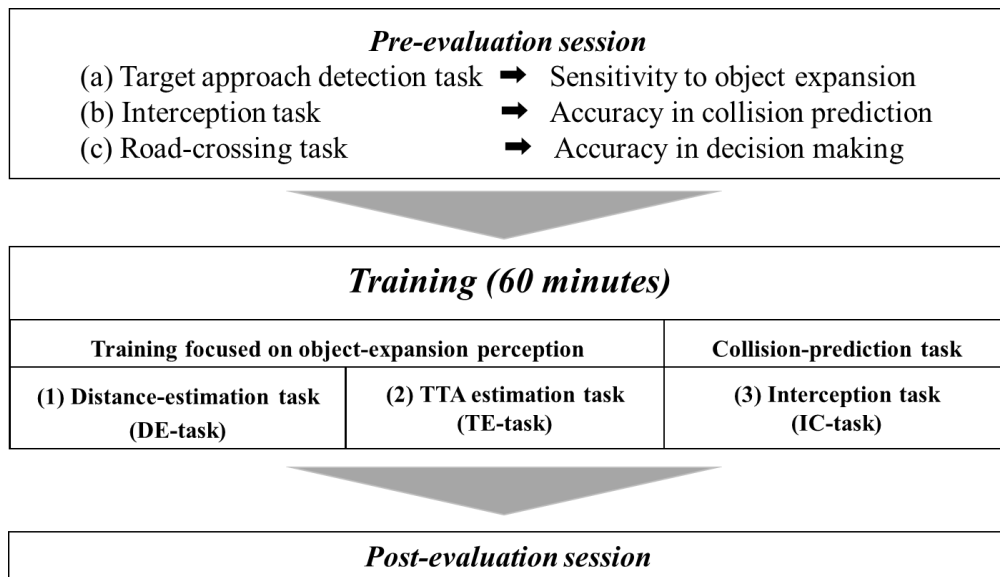 Pre-evaluation session
(a) Target approach detection task ➡ Sensitivity to object expansion
(b) Interception task ➡ Accuracy in collision prediction
(c) Road-crossing task ➡ Accuracy in decision making
Training (60 minutes)
Training focused on object-expansion perception
Collision-prediction task
(1) Distance-estimation task
(DE-task)
(2) TTA estimation task
(TE-task)
(3) Interception task
(IC-task)
Post-evaluation session